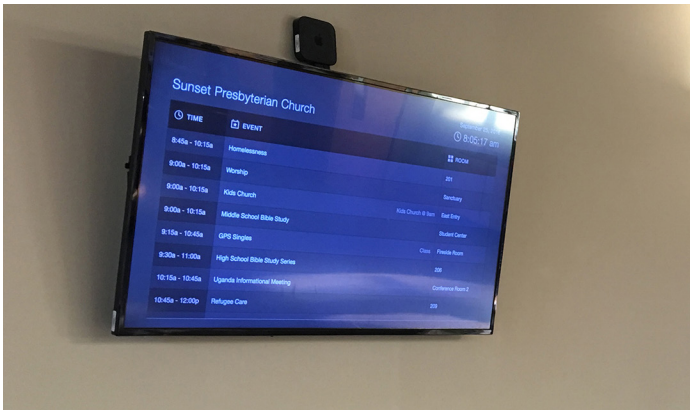 Sunset Presbyterian Church
8:05:17 am
TIME EVENT ROOM
8:45a - 10:15a Homelessness 201
9:00a - 10:15a Worship Sanctuary
9:00a - 10:15a Kids Church Kids Church @ 9am East Entry
9:00a - 10:15a Middle School Bible Study Student Center
9:15a - 10:45a GPS Singles Class Fireside Room
9:30a - 11:00a High School Bible Study Series 206
10:15a - 10:45a Uganda Informational Meeting Conference Room 2
10:45a - 12:00p Refugee Care